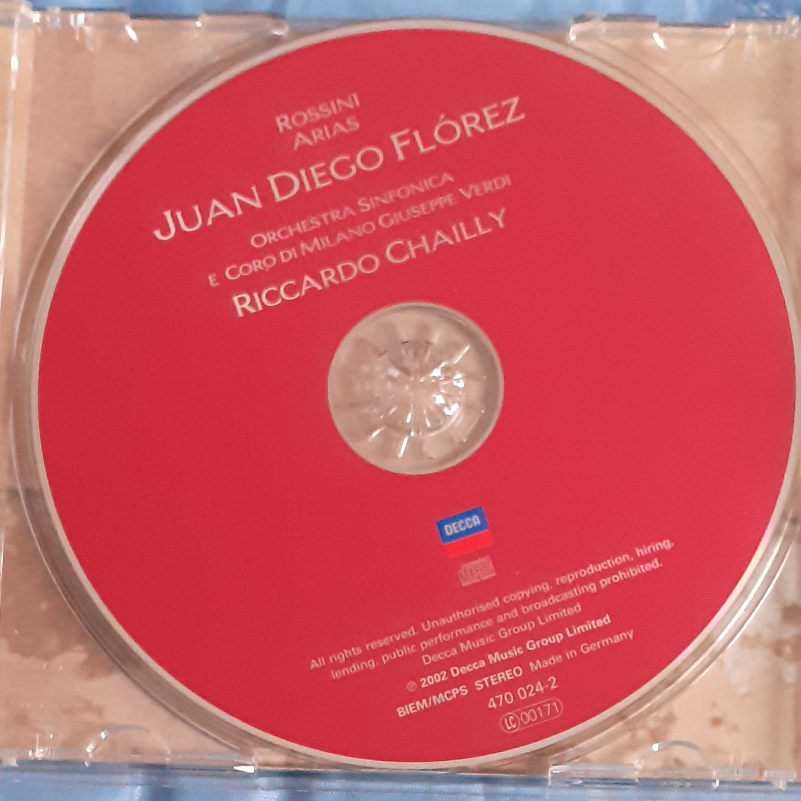 ROSSINI
ARIAS
JUAN DIEGO FLÓREZ
ORCHESTRA SINFONICA
E CORO DI MILANO GIUSEPPE VERDI
RICCARDO CHAILLY
DECCA
All rights reserved. Unauthorised copying, reproduction, hiring,
lending, public performance and broadcasting prohibited.
Decca Music Group Limited
℗ 2002 Decca Music Group Limited
BIEM/MCPS STEREO Made in Germany
470 024-2
LC 00171